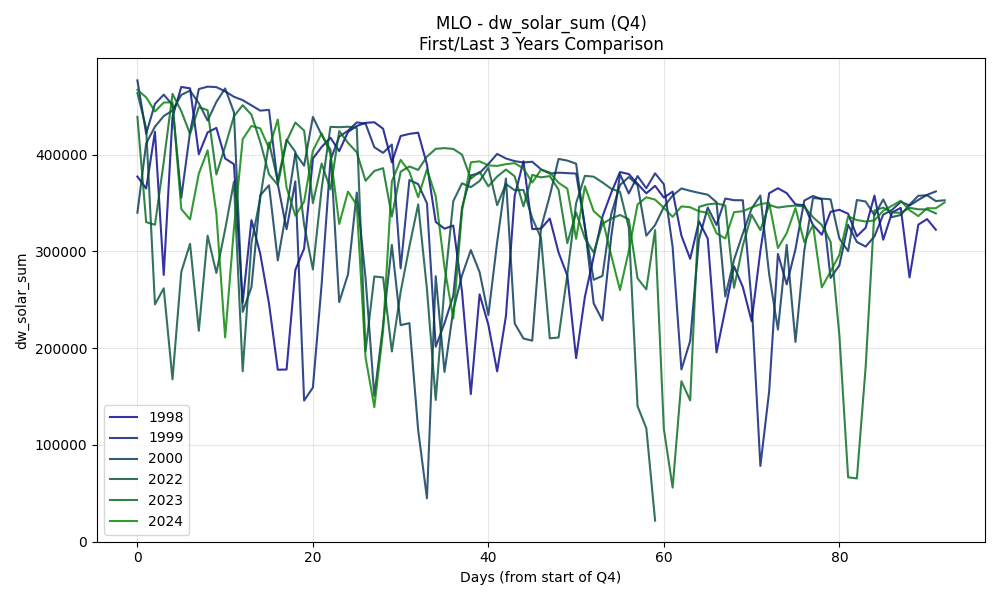 MLO - dw_solar_sum (Q4)
First/Last 3 Years Comparison
dw_solar_sum
400000
300000
200000
100000
0
1998
1999
2000
2022
2023
2024
0 20 40 60 80
Days (from start of Q4)